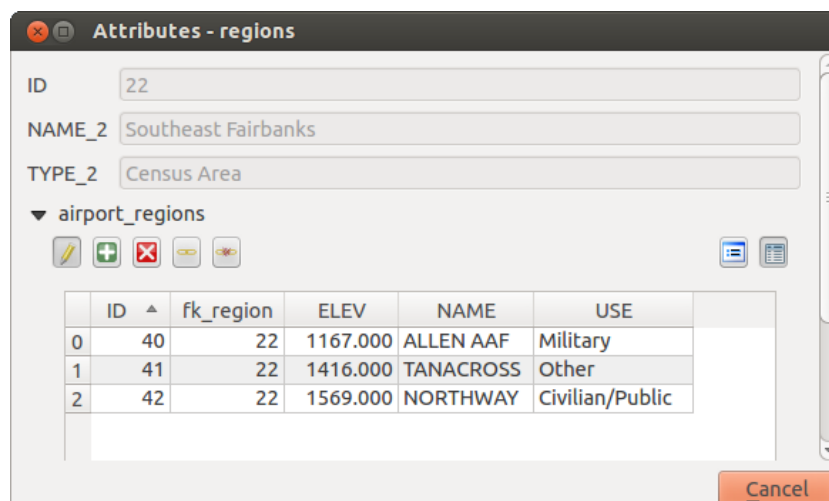 Attributes - regions
ID 22
NAME_2 Southeast Fairbanks
TYPE_2 Census Area
airport_regions
ID fk_region ELEV NAME USE
0 40 22 1167.000 ALLEN AAF Military
1 41 22 1416.000 TANACROSS Other
2 42 22 1569.000 NORTHWAY Civilian/Public
Cancel